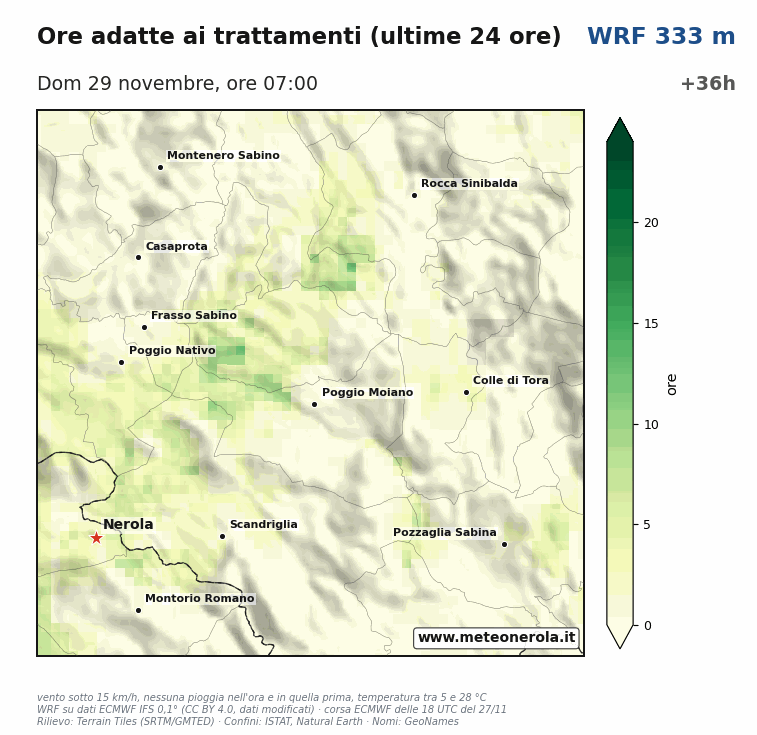 Ore adatte ai trattamenti (ultime 24 ore) WRF 333 m
Dom 29 novembre, ore 07:00 +36h
Montenero Sabino
Rocca Sinibalda
Casaprota
Frasso Sabino
Poggio Nativo
Colle di Tora
Poggio Moiano
Nerola
Scandriglia
Pozzaglia Sabina
Montorio Romano
www.meteonerola.it
20
15
10
5
0
ore
vento sotto 15 km/h, nessuna pioggia nell'ora e in quella prima, temperatura tra 5 e 28 °C
WRF su dati ECMWF IFS 0,1° (CC BY 4.0, dati modificati) · corsa ECMWF delle 18 UTC del 27/11
Rilievo: Terrain Tiles (SRTM/GMTED) · Confini: ISTAT, Natural Earth · Nomi: GeoNames